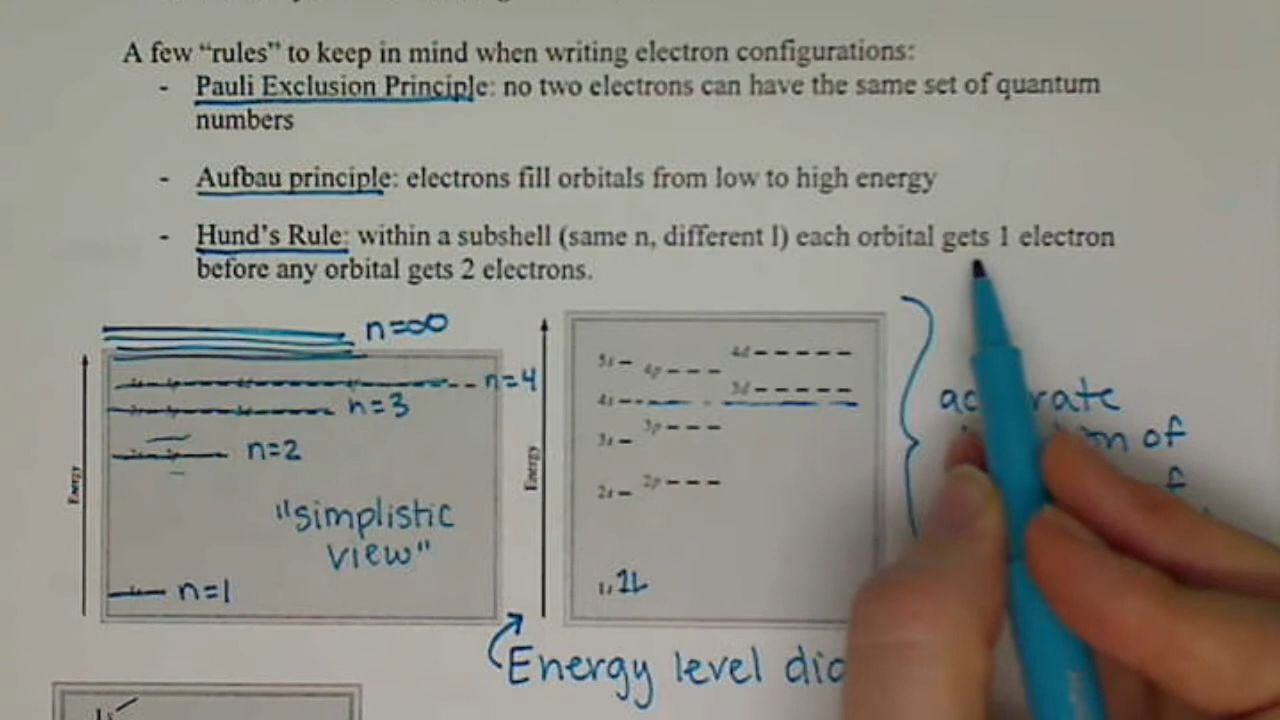 A few “rules” to keep in mind when writing electron configurations:
- Pauli Exclusion Principle: no two electrons can have the same set of quantum
numbers
- Aufbau principle: electrons fill orbitals from low to high energy
- Hund’s Rule: within a subshell (same n, different l) each orbital gets 1 electron
before any orbital gets 2 electrons.
n=∞
n=4
n=3
n=2
"simplistic
view"
n=1
Energy
Energy
5s
4p
4d
4s
3d
3s
3p
2s
2p
of
Energy level